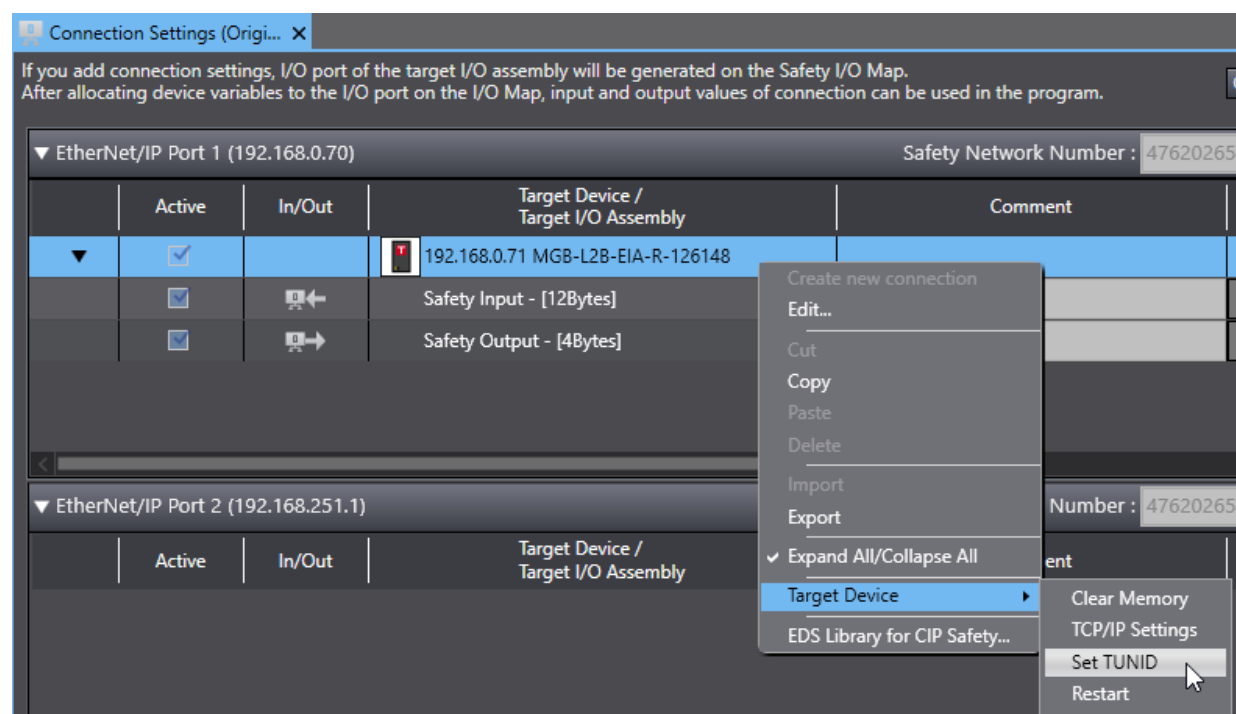 Connection Settings (Origi...
If you add connection settings, I/O port of the target I/O assembly will be generated on the Safety I/O Map.
After allocating device variables to the I/O port on the I/O Map, input and output values of connection can be used in the program.
EtherNet/IP Port 1 (192.168.0.70)
Safety Network Number : 47620265
Active
In/Out
Target Device /
Target I/O Assembly
Comment
192.168.0.71 MGB-L2B-EIA-R-126148
Safety Input - [12Bytes]
Safety Output - [4Bytes]
Create new connection
Edit...
Cut
Copy
Paste
Delete
Import
Export
Expand All/Collapse All
Target Device
EDS Library for CIP Safety...
Clear Memory
TCP/IP Settings
Set TUNID
Restart
EtherNet/IP Port 2 (192.168.251.1)
Number : 47620265
Active
In/Out
Target Device /
Target I/O Assembly
ent